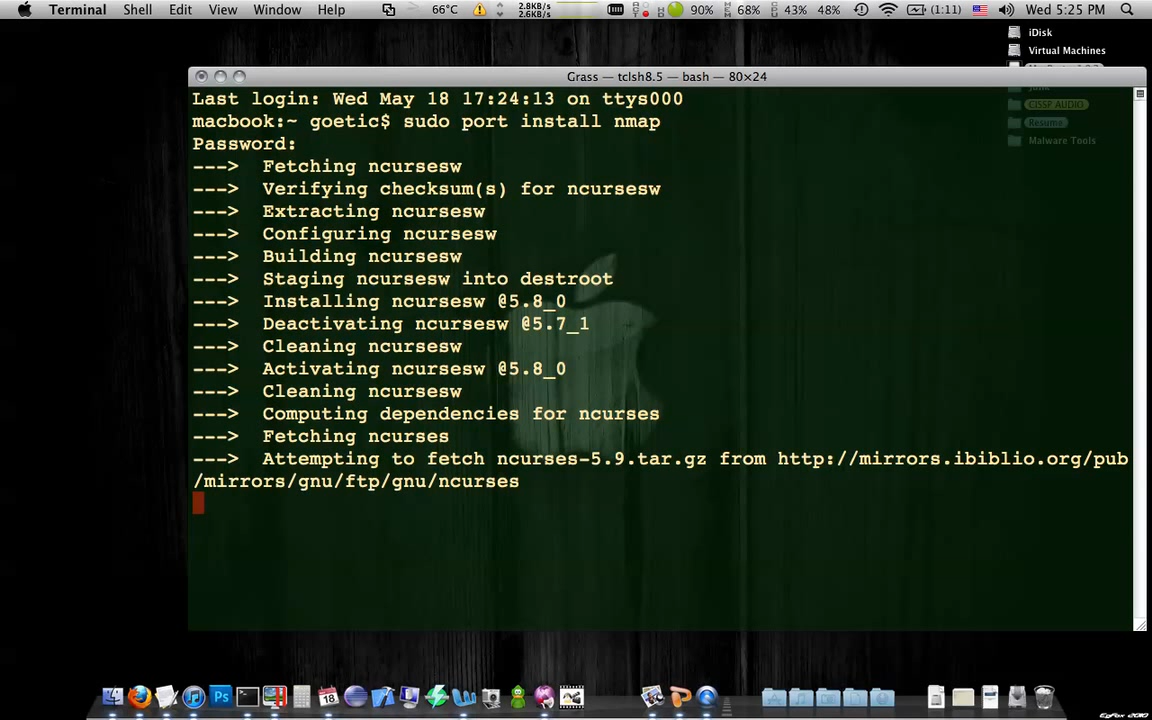 Terminal Shell Edit View Window Help 66°C 2.8KB/s 90% 68% 43% 48% (1:11) Wed 5:25 PM
2.6KB/s
iDisk
Virtual Machines
Grass — tclsh8.5 — bash — 80×24
CISSP AUDIO
Resume
Malware Tools
Last login: Wed May 18 17:24:13 on ttys000
macbook:~ goetic$ sudo port install nmap
Password:
---> Fetching ncursesw
---> Verifying checksum(s) for ncursesw
---> Extracting ncursesw
---> Configuring ncursesw
---> Building ncursesw
---> Staging ncursesw into destroot
---> Installing ncursesw @5.8_0
---> Deactivating ncursesw @5.7_1
---> Cleaning ncursesw
---> Activating ncursesw @5.8_0
---> Cleaning ncursesw
---> Computing dependencies for ncurses
---> Fetching ncurses
---> Attempting to fetch ncurses-5.9.tar.gz from http://mirrors.ibiblio.org/pub
/mirrors/gnu/ftp/gnu/ncurses
Ps 18